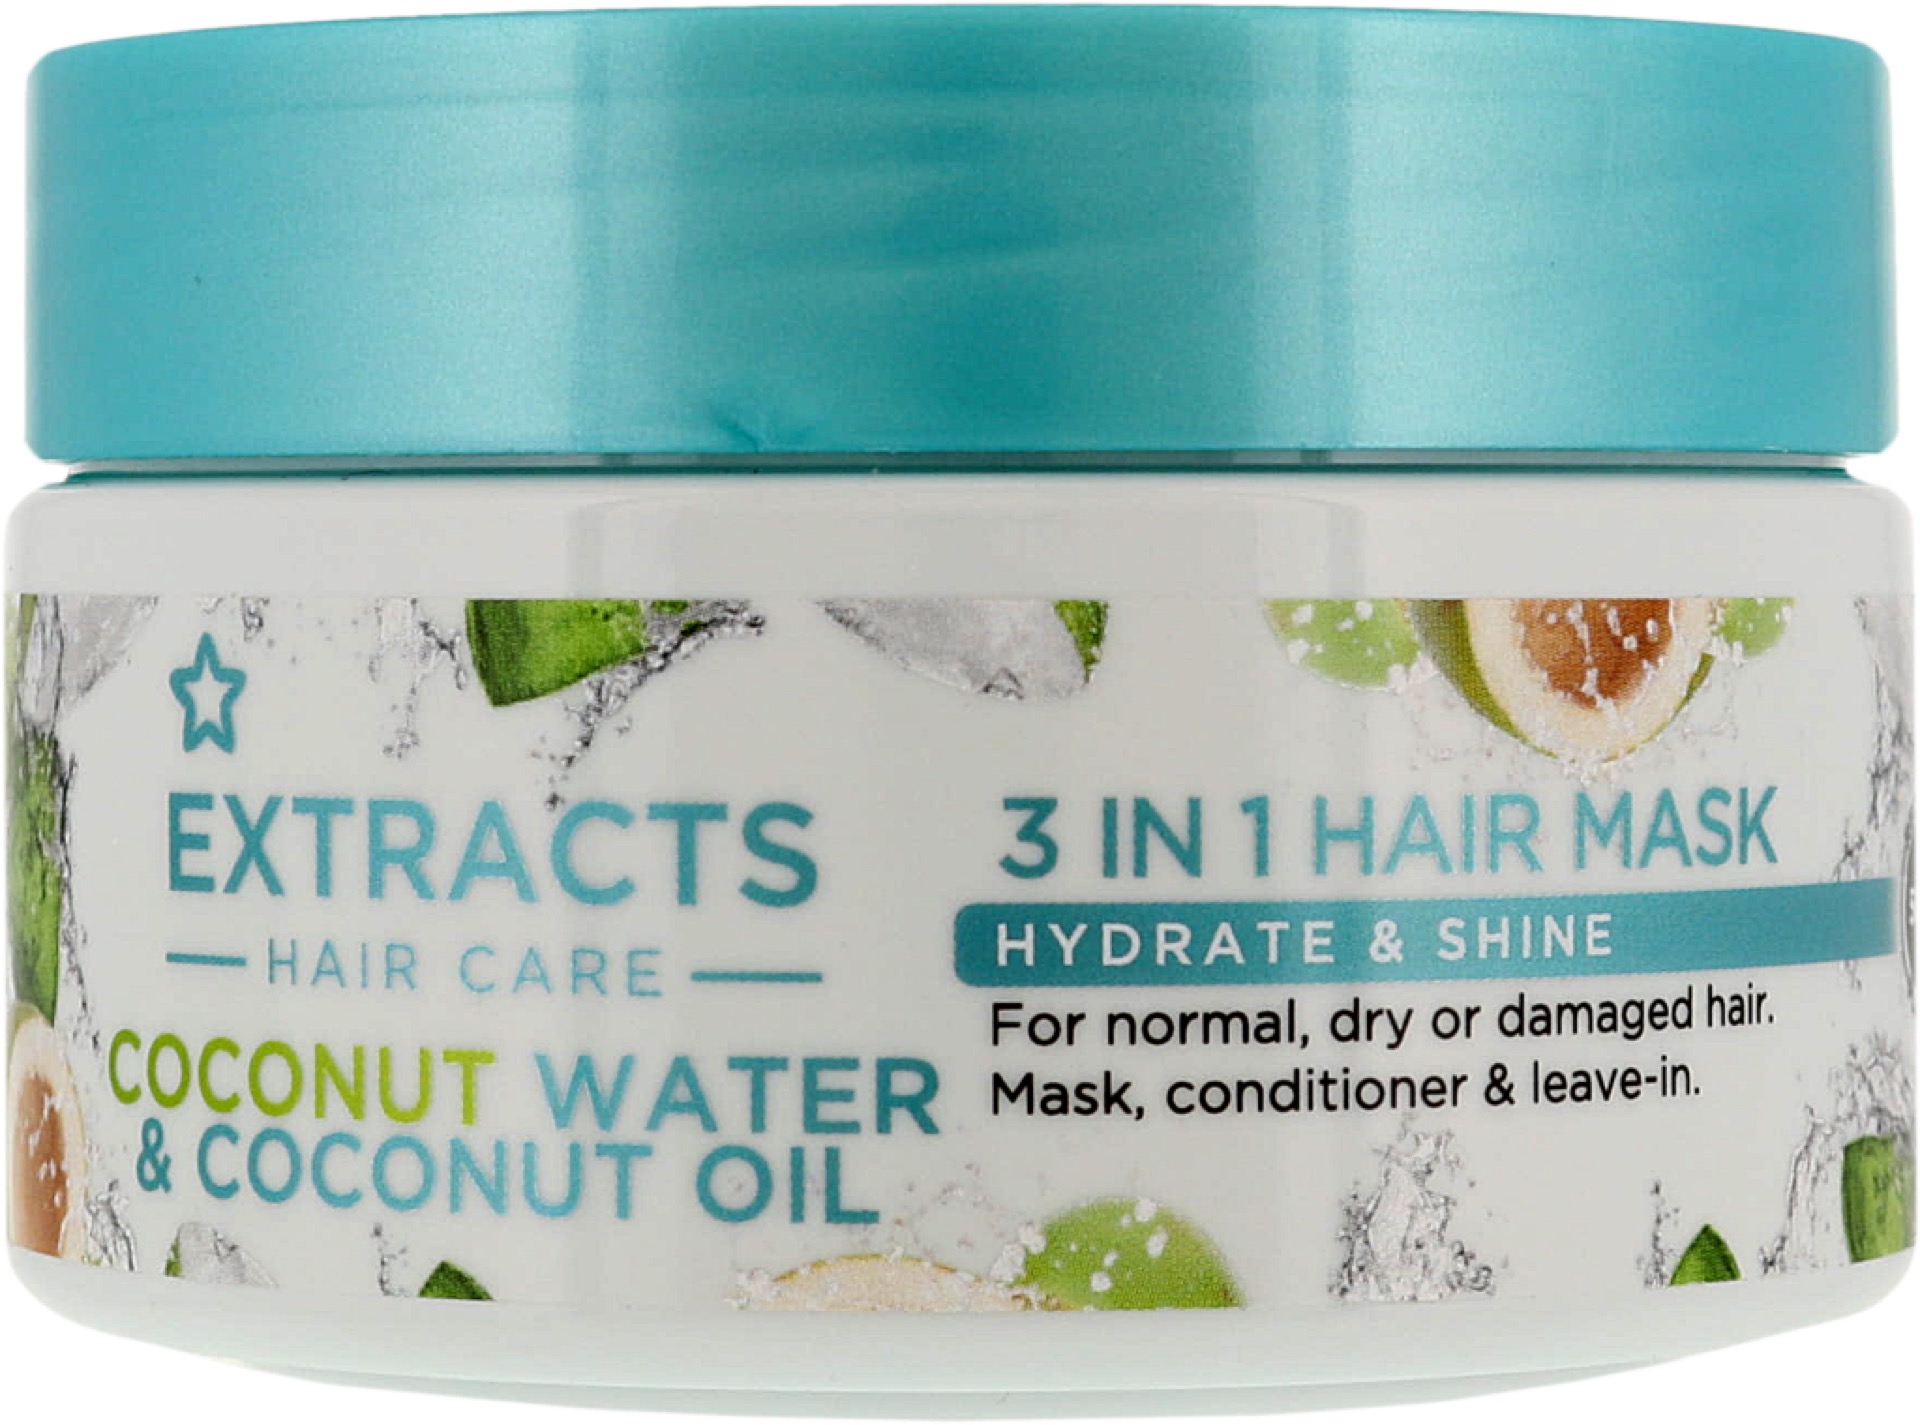 EXTRACTS
HAIR CARE
COCONUT WATER
& COCONUT OIL
3 IN 1 HAIR MASK
HYDRATE & SHINE
For normal, dry or damaged hair.
Mask, conditioner & leave-in.